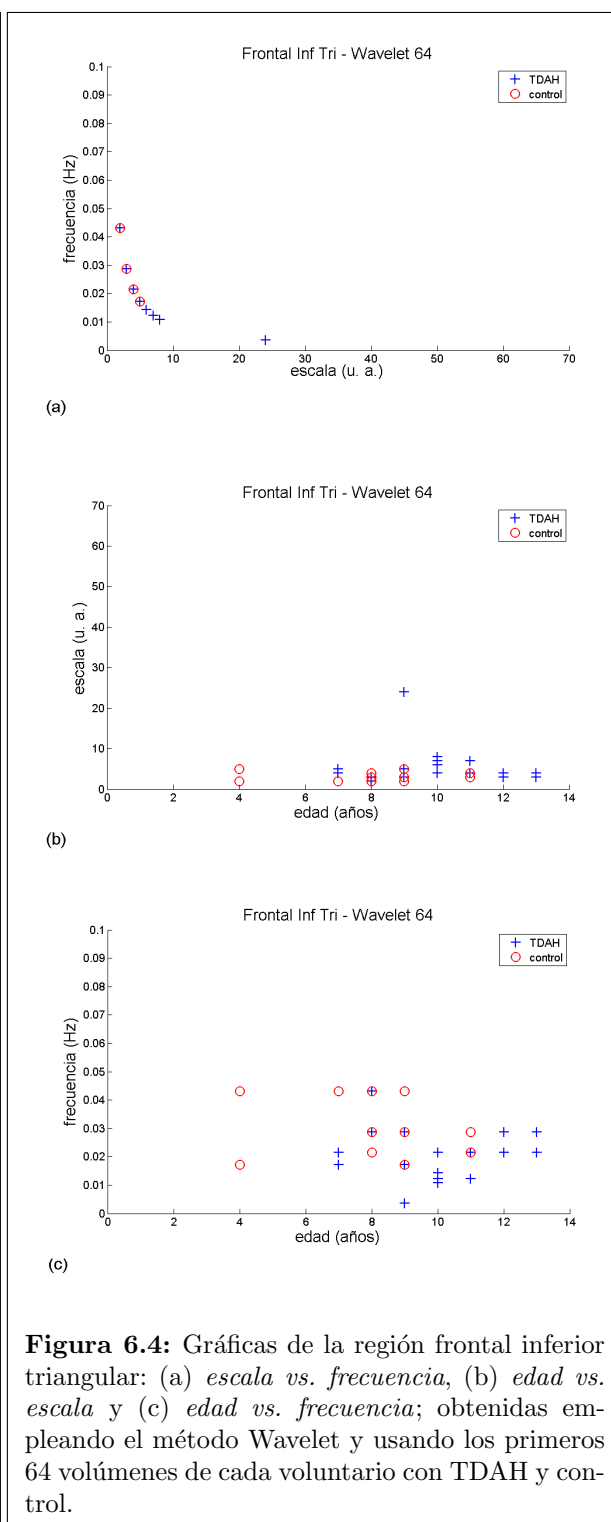 Frontal Inf Tri - Wavelet 64
TDAH
control
frecuencia (Hz)
0.1
0.09
0.08
0.07
0.06
0.05
0.04
0.03
0.02
0.01
0
0 10 20 30 40 50 60 70
escala (u. a.)
(a)
Frontal Inf Tri - Wavelet 64
TDAH
control
escala (u. a.)
70
60
50
40
30
20
10
0
0 2 4 6 8 10 12 14
edad (años)
(b)
Frontal Inf Tri - Wavelet 64
TDAH
control
frecuencia (Hz)
0.1
0.09
0.08
0.07
0.06
0.05
0.04
0.03
0.02
0.01
0
0 2 4 6 8 10 12 14
edad (años)
(c)
Figura 6.4: Gráficas de la región frontal inferior
triangular: (a) escala vs. frecuencia, (b) edad vs.
escala y (c) edad vs. frecuencia; obtenidas em-
pleando el método Wavelet y usando los primeros
64 volúmenes de cada voluntario con TDAH y con-
trol.